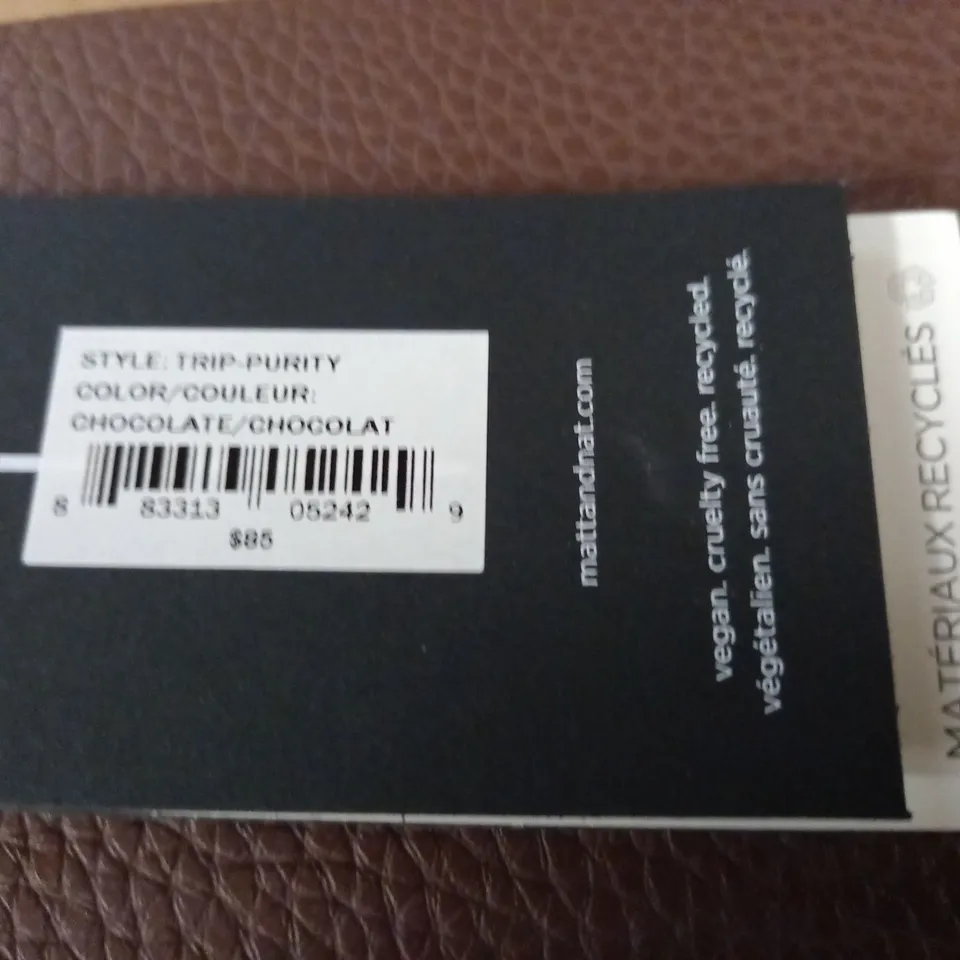 STYLE: TRIP-PURITY
COLOR/COULEUR:
CHOCOLATE/CHOCOLAT
8 83313 05242 9
$85
mattandnat.com
vegan. cruelty free. recycled.
végétalien. sans cruauté. recyclé.
MATÉRIAUX RECYCLÉS